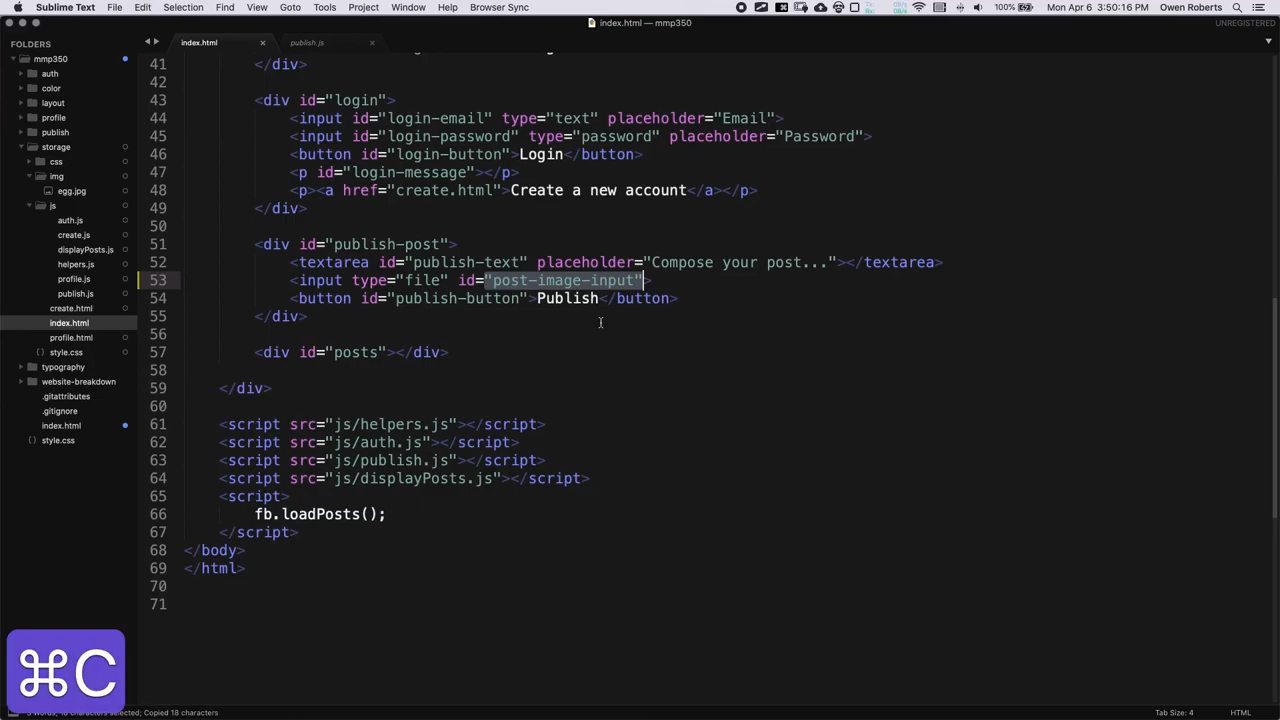 Sublime Text File Edit Selection Find View Goto Tools Project Window Help Browser Sync 100% Mon Apr 6 3:50:16 PM Owen Roberts
index.html — mmp350 UNREGISTERED
FOLDERS
mmp350
auth
color
layout
profile
publish
storage
css
img
egg.jpg
js
auth.js
create.js
displayPosts.js
helpers.js
profile.js
publish.js
create.html
index.html
profile.html
style.css
typography
website-breakdown
.gitattributes
.gitignore
index.html
style.css
index.html publish.js
41 </div>
42
43 <div id="login">
44 <input id="login-email" type="text" placeholder="Email">
45 <input id="login-password" type="password" placeholder="Password">
46 <button id="login-button">Login</button>
47 <p id="login-message"></p>
48 <p><a href="create.html">Create a new account</a></p>
49 </div>
50
51 <div id="publish-post">
52 <textarea id="publish-text" placeholder="Compose your post..."></textarea>
53 <input type="file" id="post-image-input">
54 <button id="publish-button">Publish</button>
55 </div>
56
57 <div id="posts"></div>
58
59 </div>
60
61 <script src="js/helpers.js"></script>
62 <script src="js/auth.js"></script>
63 <script src="js/publish.js"></script>
64 <script src="js/displayPosts.js"></script>
65 <script>
66 fb.loadPosts();
67 </script>
68 </body>
69 </html>
70
71
⌘C
characters selected; Copied 18 characters
Tab Size: 4 HTML